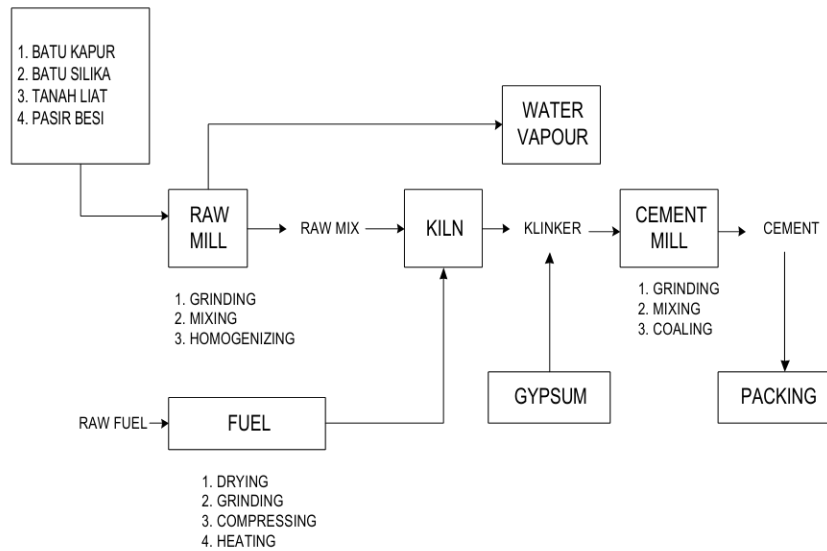 1. BATU KAPUR
2. BATU SILIKA
3. TANAH LIAT
4. PASIR BESI
WATER
VAPOUR
RAW
MILL
RAW MIX
KILN
KLINKER
CEMENT
MILL
CEMENT
1. GRINDING
2. MIXING
3. HOMOGENIZING
1. GRINDING
2. MIXING
3. COALING
GYPSUM
PACKING
RAW FUEL
FUEL
1. DRYING
2. GRINDING
3. COMPRESSING
4. HEATING